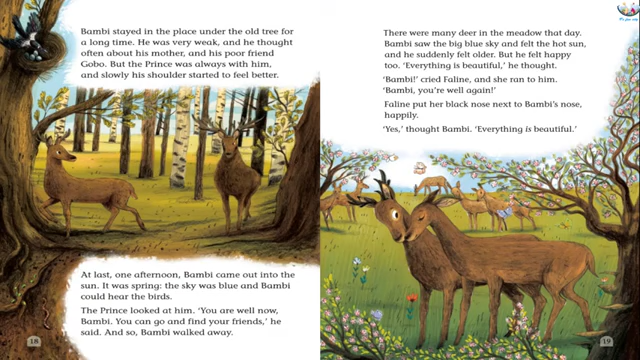 Bambi stayed in the place under the old tree for
a long time. He was very weak, and he thought
often about his mother, and his poor friend
Gobo. But the Prince was always with him,
and slowly his shoulder started to feel better.
At last, one afternoon, Bambi came out into the
sun. It was spring: the sky was blue and Bambi
could hear the birds.
The Prince looked at him. ‘You are well now,
Bambi. You can go and find your friends,’ he
said. And so, Bambi walked away.
18
There were many deer in the meadow that day.
Bambi saw the big blue sky and felt the hot sun,
and he suddenly felt older. But he felt happy
too. ‘Everything is beautiful,’ he thought.
‘Bambi!’ cried Faline, and she ran to him.
‘Bambi, you’re well again!’
Faline put her black nose next to Bambi’s nose,
happily.
‘Yes,’ thought Bambi. ‘Everything is beautiful.’
19